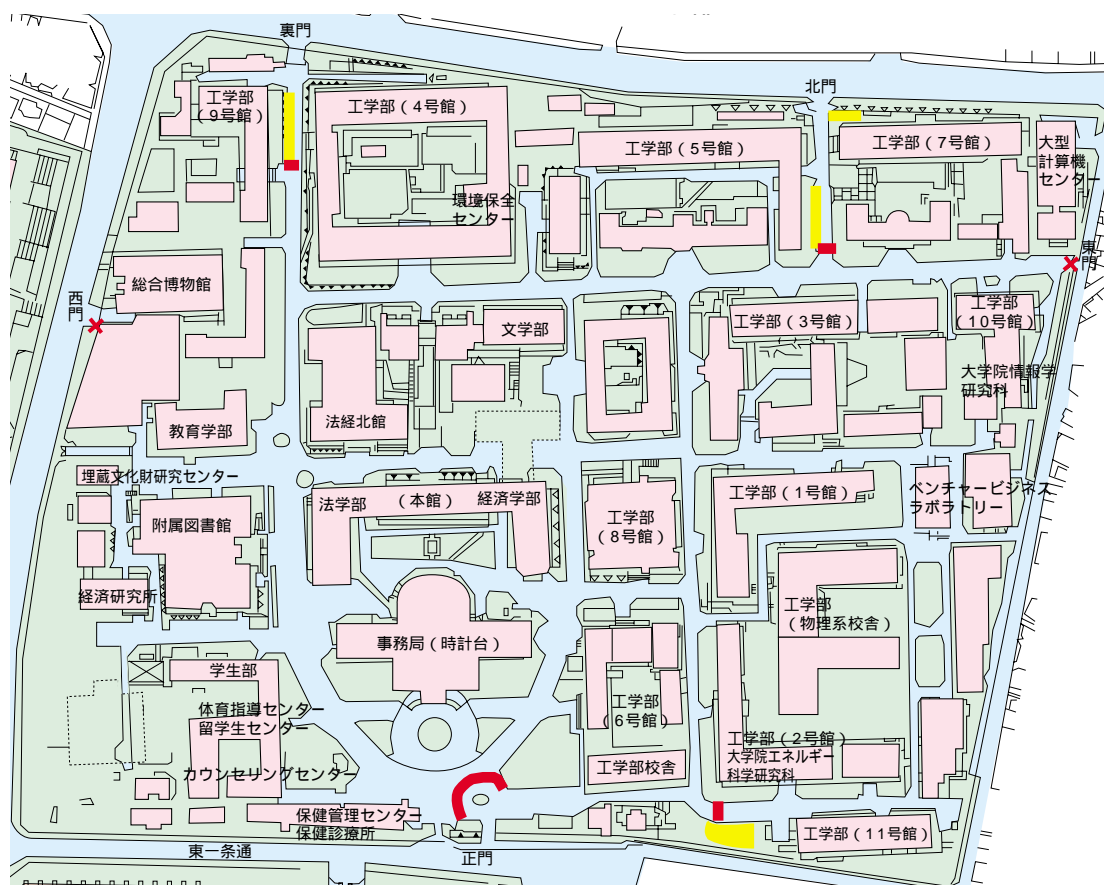 裏門
北門
工学部
（９号館）
工学部（４号館）
工学部（５号館）
工学部（７号館）
大型
計算機
センター
環境保全
センター
東
門
総合博物館
西
門
文学部
工学部（３号館）
工学部
（１０号館）
大学院情報学
研究科
教育学部
法経北館
埋蔵文化財研究センター
法学部
（本館）
経済学部
工学部（１号館）
ベンチャービジネス
ラボラトリー
附属図書館
工学部
（８号館）
経済研究所
工学部
（物理系校舎）
事務局（時計台）
学生部
体育指導センター
留学生センター
工学部
（６号館）
工学部（２号館）
大学院エネルギー
科学研究科
カウンセリングセンター
工学部校舎
保健管理センター
保健診療所
工学部（１１号館）
東一条通
正門